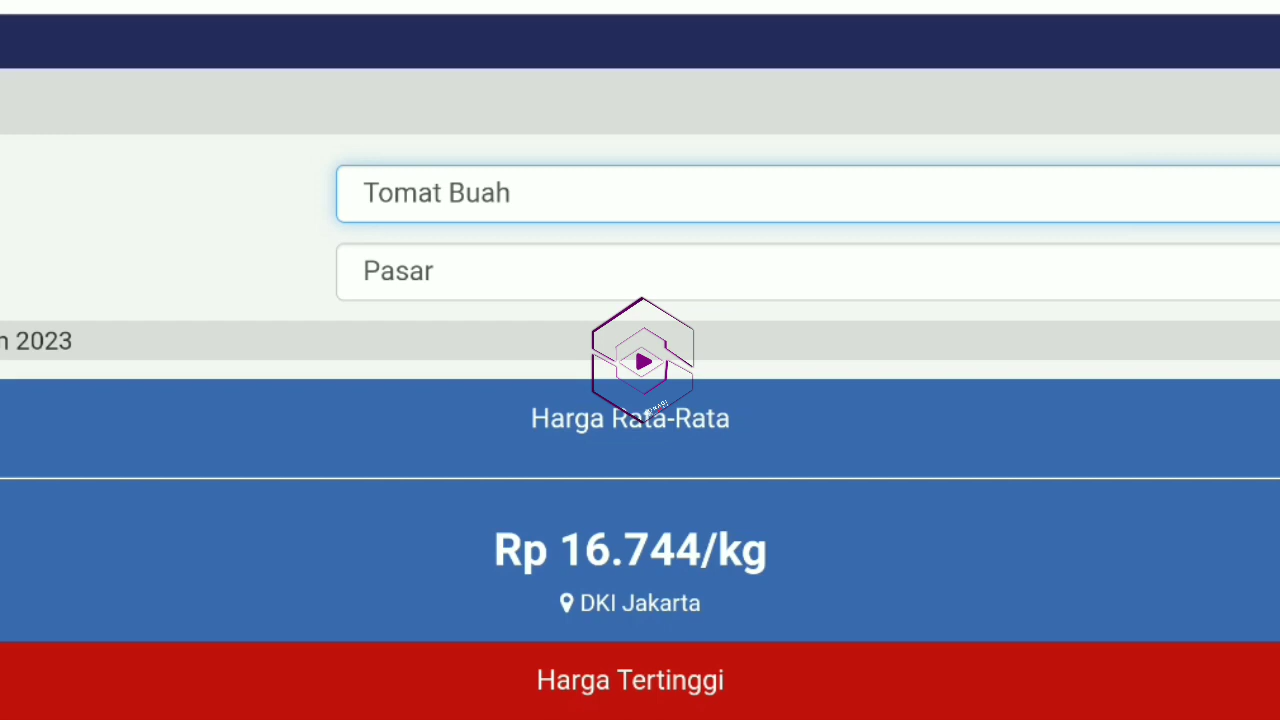 Tomat Buah
Pasar
n 2023
Harga Rata-Rata
Rp 16.744/kg
DKI Jakarta
Harga Tertinggi